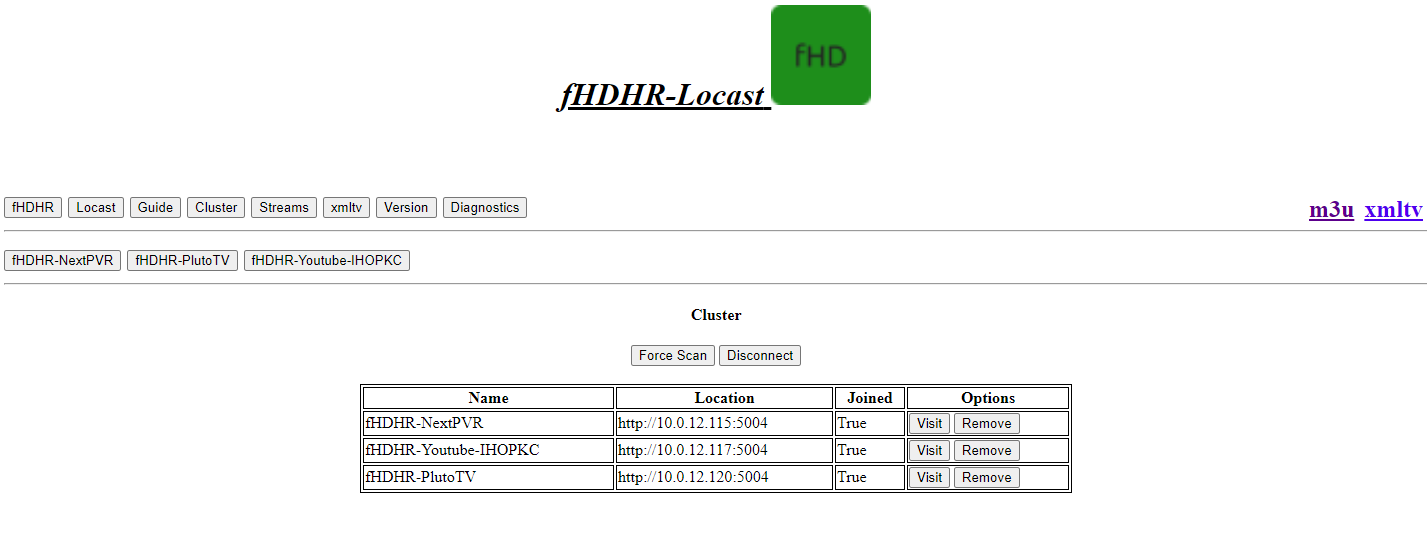 fHDHR-Locast fHD
fHDHR Locast Guide Cluster Streams xmltv Version Diagnostics m3u xmltv
fHDHR-NextPVR fHDHR-PlutoTV fHDHR-Youtube-IHOPKC
Cluster
Force Scan Disconnect
Name Location Joined Options
fHDHR-NextPVR http://10.0.12.115:5004 True Visit Remove
fHDHR-Youtube-IHOPKC http://10.0.12.117:5004 True Visit Remove
fHDHR-PlutoTV http://10.0.12.120:5004 True Visit Remove